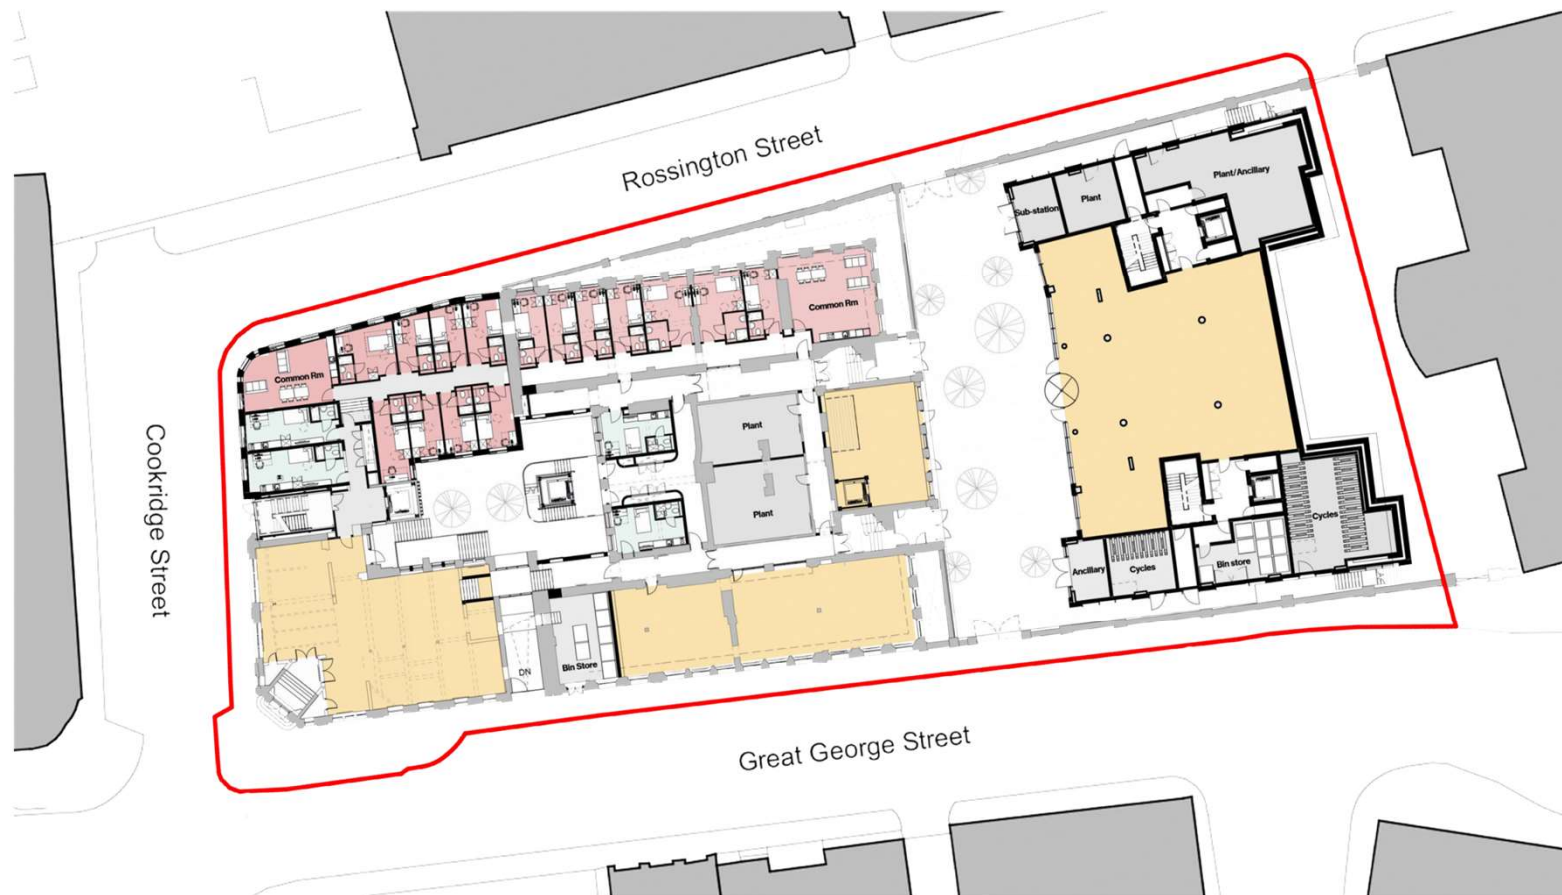 Rossington Street
Plant/Ancillary
Plant
Sub-station
Common Rm
Common Rm
Cookridge Street
Plant
Plant
Cycles
Ancillary
Cycles
Bin store
Bin Store
DN
Great George Street